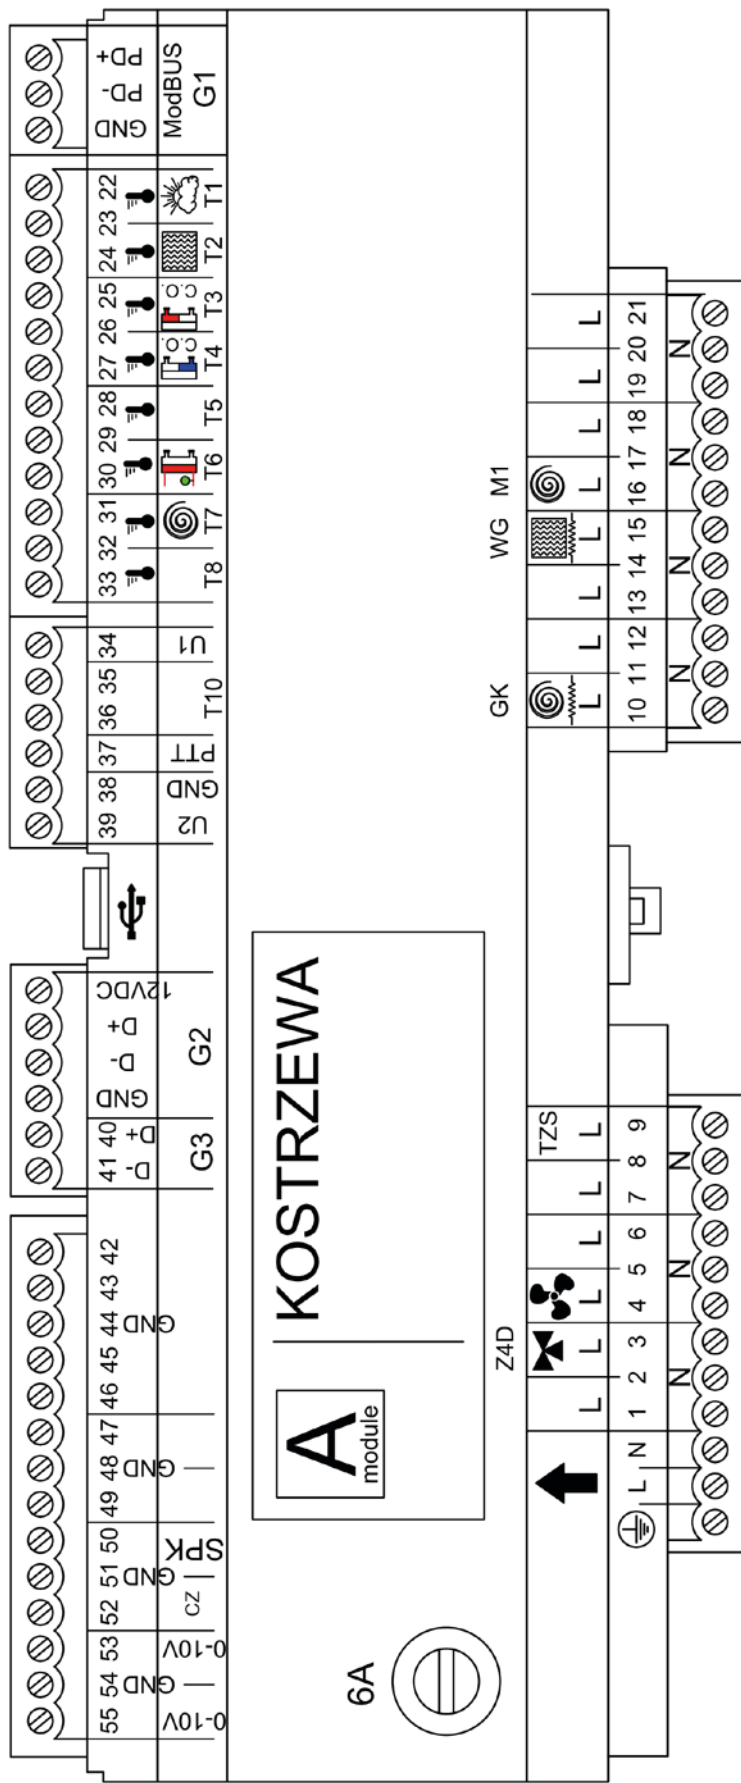 PD+ PD- GND
ModBUS
G1
22 23 24 25 26 27 28 29 30 31 32 33
C.O. C.O.
T1 T2 T3 T4 T5 T6 T7 T8
34 35 36 37 38 39
U1 T10 PTT GND U2
12VDC D+ D- GND
G2
40 41
D+ D-
G3
42 43 44 45 46
GND
47 48 49
GND
50 51 52
GND
SPK
CZ
53 54 55
0-10V GND 0-10V
KOSTRZEWA
A
module
6A
GK WG M1
L L L L L L L L
10 11 12 13 14 15 16 17 18 19 20 21
N N N N
Z4D
TZS
L L L L L L
L N 1 2 3 4 5 6 7 8 9
N N N